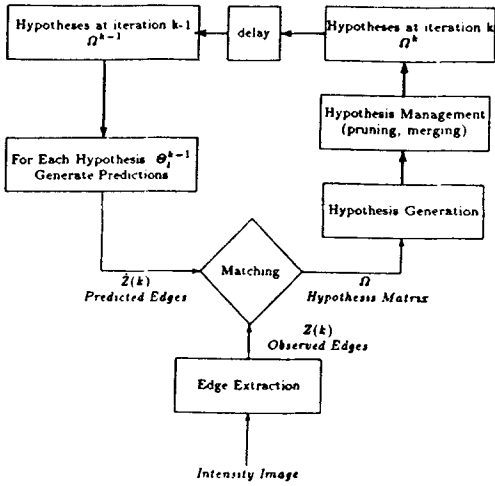 Hypotheses at iteration k-1
Ω^{k-1}
delay
Hypotheses at iteration k
Ω^k
Hypothesis Management
(pruning, merging)
For Each Hypothesis Θ_i^{k-1}
Generate Predictions
Hypothesis Generation
Matching
Ẑ(k)
Predicted Edges
Ω
Hypothesis Matrix
Z(k)
Observed Edges
Edge Extraction
Intensity Image